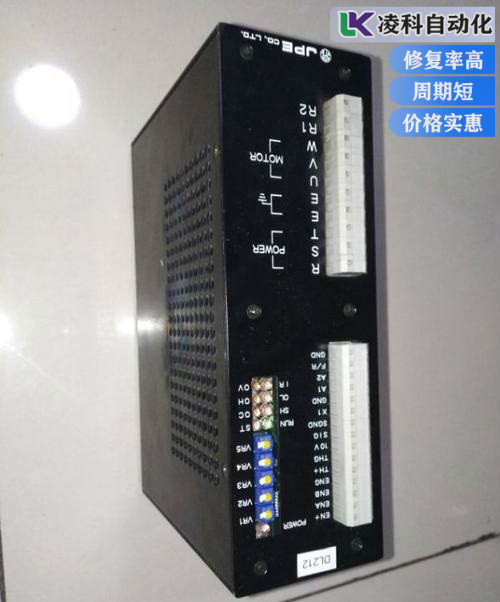 LK 凌科自动化
修复率高
周期短
价格实惠
JPE CO., LTD.
R2
R1
W
V
U
MOTOR
E
E
T
S
R
POWER
GND
F/R
A2
A1
GND
X1
SGND
SIG
10V
THG
TH+
ENG
ENB
ENA
EN+
OV IR
OH OL
OC SH
ST RUN
VR5
VR4
VR3
VR2
VR1
POWER
DL212